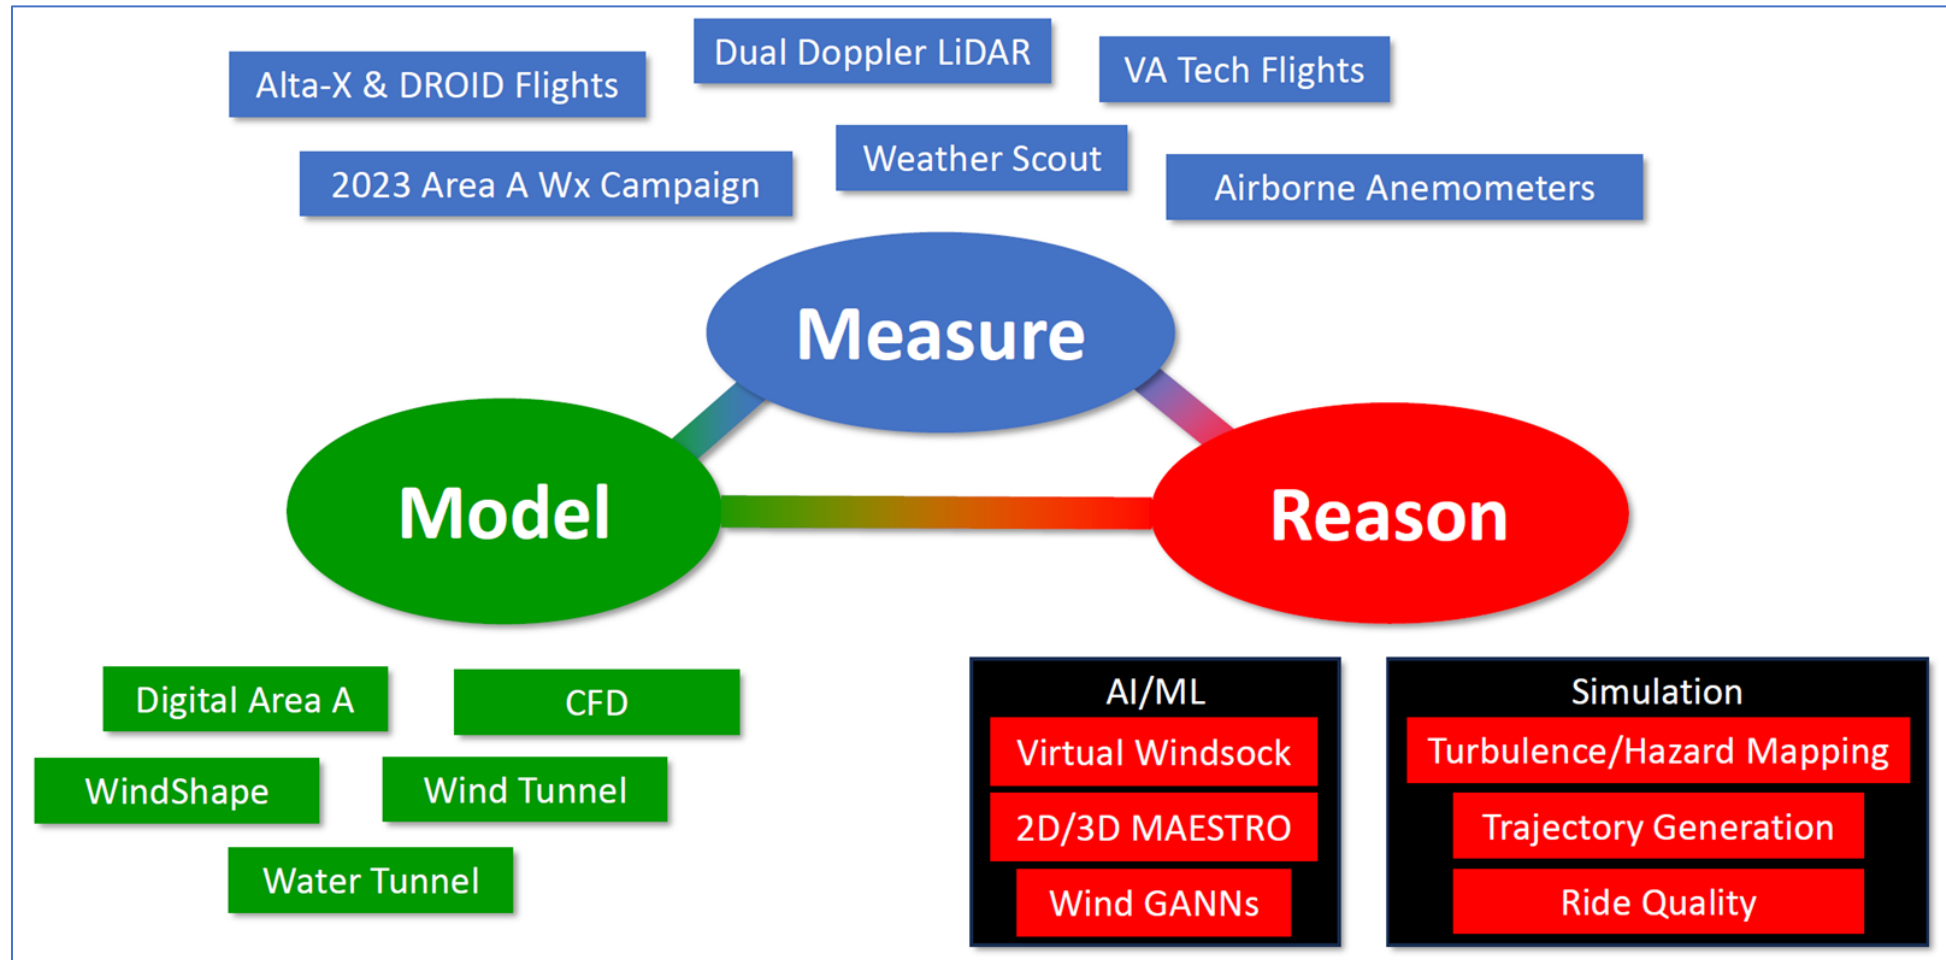 Alta-X & DROID Flights
Dual Doppler LiDAR
VA Tech Flights
2023 Area A Wx Campaign
Weather Scout
Airborne Anemometers
Measure
Model
Reason
Digital Area A
CFD
WindShape
Wind Tunnel
Water Tunnel
AI/ML
Virtual Windsock
2D/3D MAESTRO
Wind GANNs
Simulation
Turbulence/Hazard Mapping
Trajectory Generation
Ride Quality